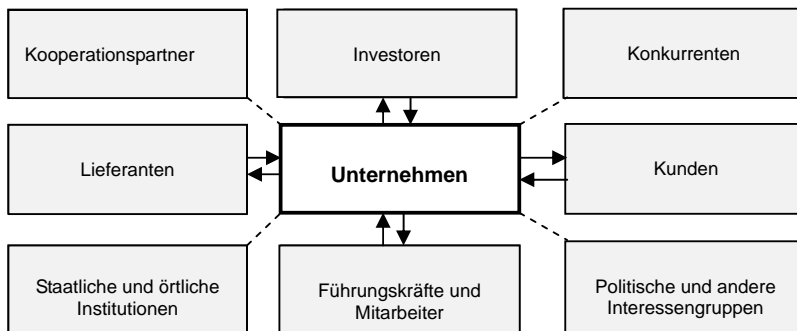 Kooperationspartner
Investoren
Konkurrenten
Lieferanten
Unternehmen
Kunden
Staatliche und örtliche
Institutionen
Führungskräfte und
Mitarbeiter
Politische und andere
Interessengruppen